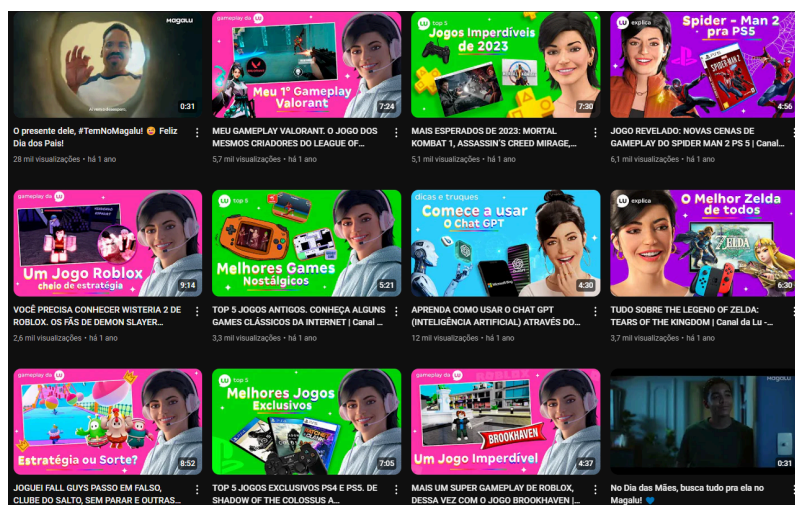 MagaLu
0:31
O presente dele, #TemNoMagalu! 🥰 Feliz
Dia dos Pais!
28 mil visualizações • há 1 ano
gameplay da LU
VALORANT
Meu 1º Gameplay
Valorant
7:24
MEU GAMEPLAY VALORANT. O JOGO DOS
MESMOS CRIADORES DO LEAGUE OF...
5,7 mil visualizações • há 1 ano
LU top 5
Jogos Imperdíveis
de 2023
7:30
MAIS ESPERADOS DE 2023: MORTAL
KOMBAT 1, ASSASSIN'S CREED MIRAGE,...
5,1 mil visualizações • há 1 ano
LU explica
Spider - Man 2
pra PS5
SPIDER-MAN 2
4:56
JOGO REVELADO: NOVAS CENAS DE
GAMEPLAY DO SPIDER MAN 2 PS 5 | Canal...
6,1 mil visualizações • há 1 ano
gameplay da LU
Um Jogo Roblox
cheio de estratégia
9:14
VOCÊ PRECISA CONHECER WISTERIA 2 DE
ROBLOX. OS FÃS DE DEMON SLAYER...
2,6 mil visualizações • há 1 ano
LU top 5
Melhores Games
Nostálgicos
5:21
TOP 5 JOGOS ANTIGOS. CONHEÇA ALGUNS
GAMES CLÁSSICOS DA INTERNET | Canal ...
3,3 mil visualizações • há 1 ano
dicas e truques
Comece a usar
o Chat GPT
Microsoft Bing
4:30
APRENDA COMO USAR O CHAT GPT
(INTELIGÊNCIA ARTIFICIAL) ATRAVÉS DO...
12 mil visualizações • há 1 ano
LU explica
O Melhor Zelda
de todos
ZELDA
6:30
TUDO SOBRE THE LEGEND OF ZELDA:
TEARS OF THE KINGDOM | Canal da Lu -...
3,7 mil visualizações • há 1 ano
gameplay da LU
Estratégia ou Sorte?
8:52
JOGUEI FALL GUYS PASSO EM FALSO,
CLUBE DO SALTO, SEM PARAR E OUTRAS...
LU top 5
Melhores Jogos
Exclusivos
7:05
TOP 5 JOGOS EXCLUSIVOS PS4 E PS5. DE
SHADOW OF THE COLOSSUS A...
gameplay da LU
ROBLOX
BROOKHAVEN
Um Jogo Imperdível
4:37
MAIS UM SUPER GAMEPLAY DE ROBLOX,
DESSA VEZ COM O JOGO BROOKHAVEN |...
MagaLu
0:31
No Dia das Mães, busca tudo pra ela no
Magalu! 💙